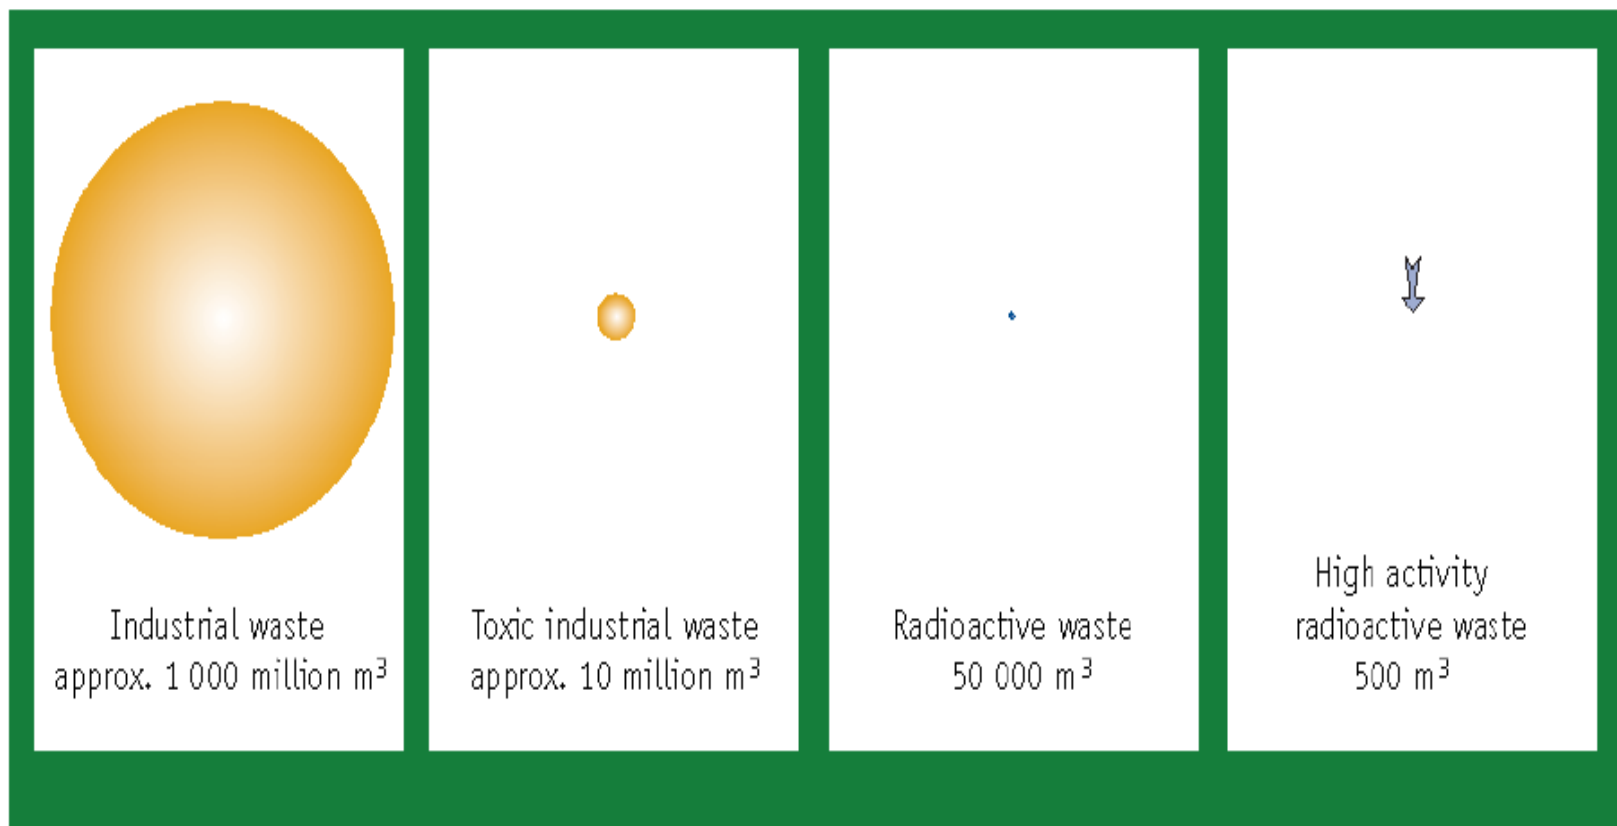 Industrial waste
approx. 1 000 million m³
Toxic industrial waste
approx. 10 million m³
Radioactive waste
50 000 m³
High activity
radioactive waste
500 m³